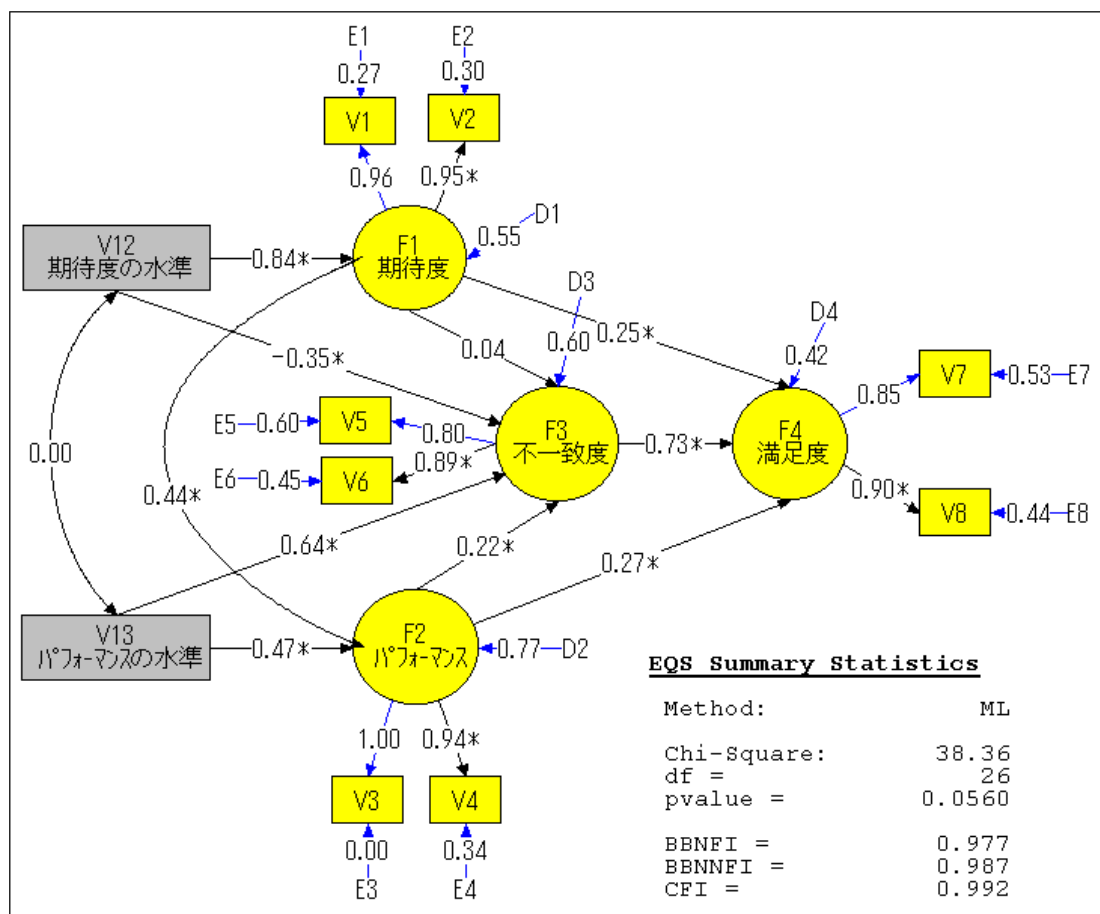 E1
E2
0.27
0.30
V1
V2
0.96
0.95*
D1
0.55
V12
期待度の水準
0.84*
F1
期待度
D3
D4
0.60
0.25*
0.42
0.04
-0.35*
V7
0.53
E7
0.85
E5
0.60
V5
0.80
F3
不一致度
0.73*
F4
満足度
0.00
E6
0.45
V6
0.89*
0.90*
V8
0.44
E8
0.44*
0.64*
0.22*
0.27*
V13
パフォーマンスの水準
0.47*
F2
パフォーマンス
0.77
D2
1.00
0.94*
V3
V4
0.00
0.34
E3
E4
EQS Summary Statistics
Method: ML
Chi-Square: 38.36
df = 26
pvalue = 0.0560
BBNFI = 0.977
BBNNFI = 0.987
CFI = 0.992